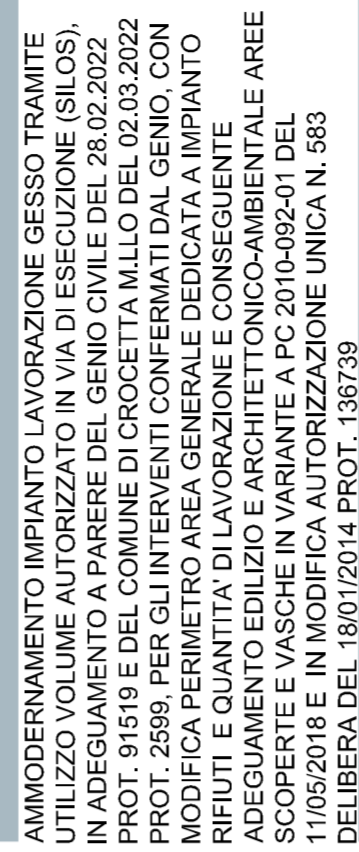 AMMODERNAMENTO IMPIANTO LAVORAZIONE GESSO TRAMITE
UTILIZZO VOLUME AUTORIZZATO IN VIA DI ESECUZIONE (SILOS),
IN ADEGUAMENTO A PARERE DEL GENIO CIVILE DEL 28.02.2022
PROT. 91519 E DEL COMUNE DI CROCETTA M.LLO DEL 02.03.2022
PROT. 2599, PER GLI INTERVENTI CONFERMATI DAL GENIO, CON
MODIFICA PERIMETRO AREA GENERALE DEDICATA A IMPIANTO
RIFIUTI E QUANTITA' DI LAVORAZIONE E CONSEGUENTE
ADEGUAMENTO EDILIZIO E ARCHITETTONICO-AMBIENTALE AREE
SCOPERTE E VASCHE IN VARIANTE A PC 2010-092-01 DEL
11/05/2018 E IN MODIFICA AUTORIZZAZIONE UNICA N. 583
DELIBERA DEL 18/01/2014 PROT. 136739